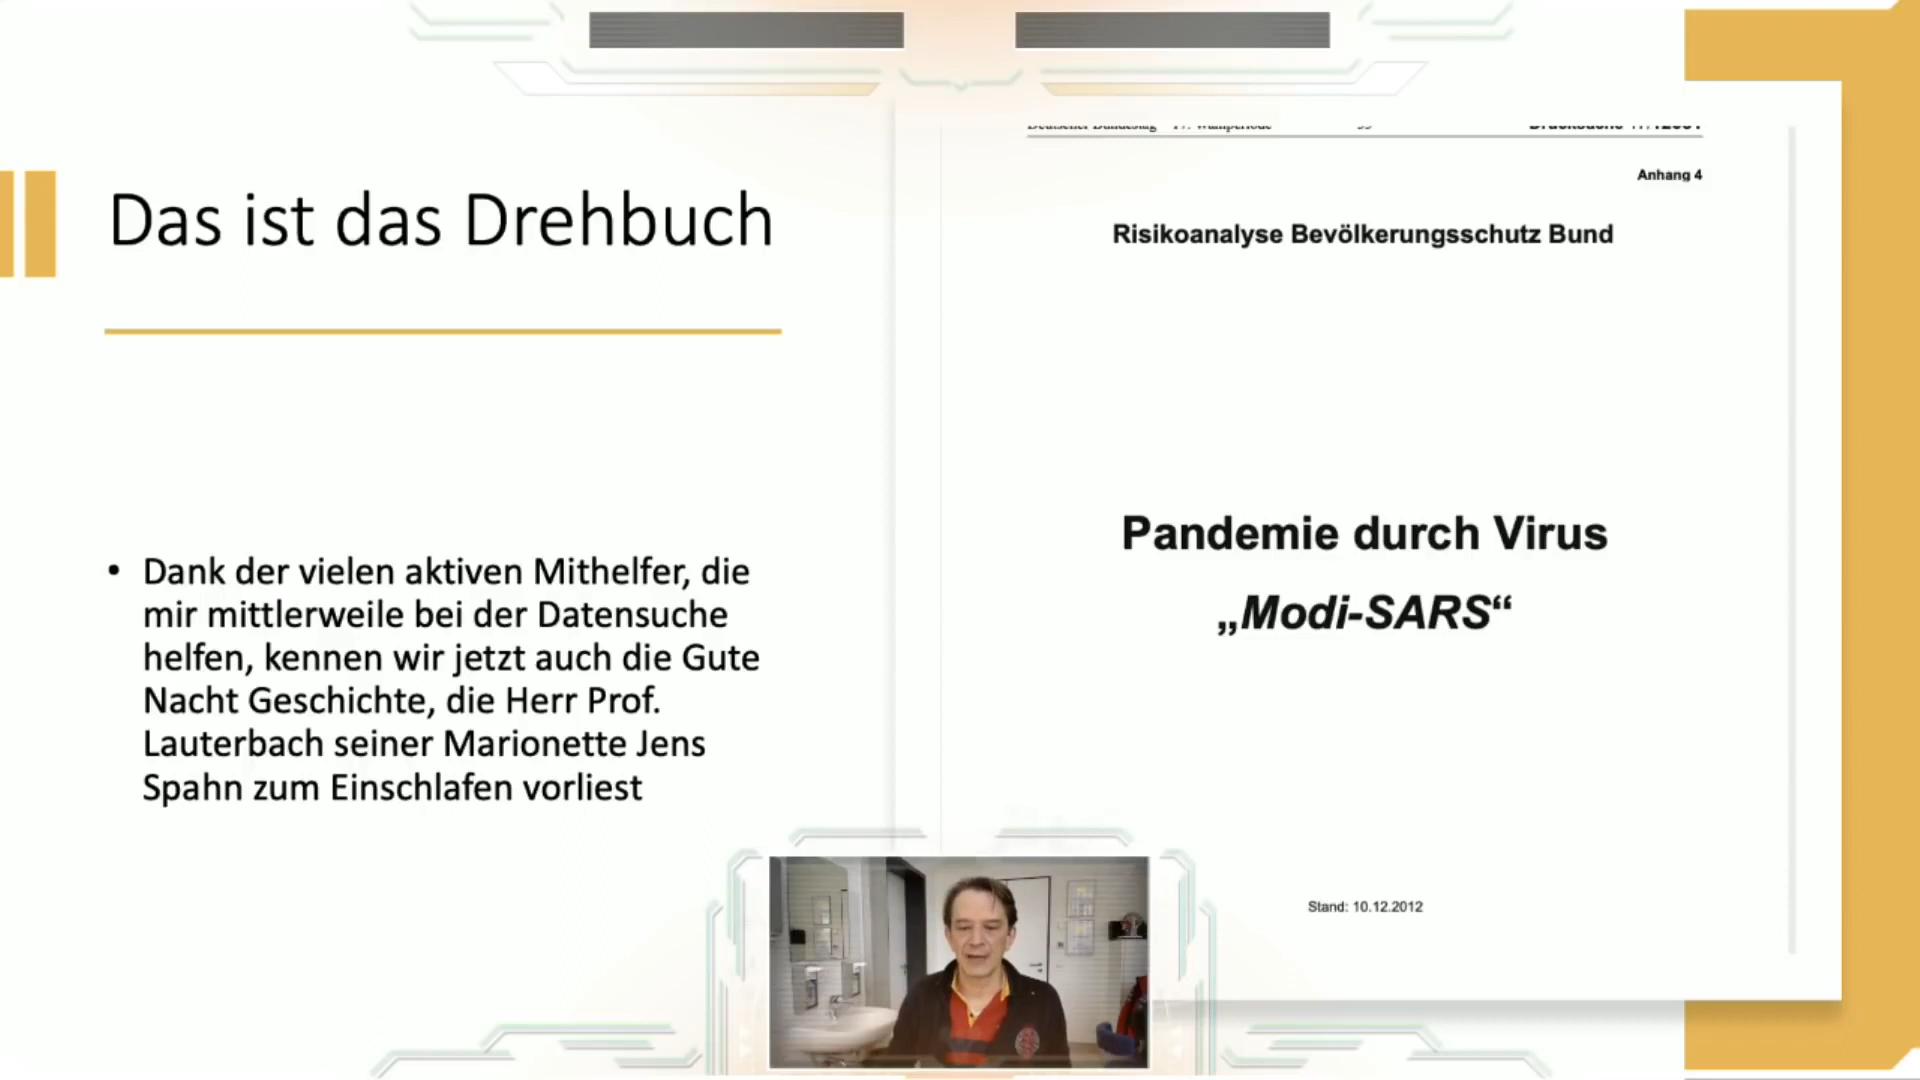 Das ist das Drehbuch
• Dank der vielen aktiven Mithelfer, die
mir mittlerweile bei der Datensuche
helfen, kennen wir jetzt auch die Gute
Nacht Geschichte, die Herr Prof.
Lauterbach seiner Marionette Jens
Spahn zum Einschlafen vorliest
Anhang 4
Risikoanalyse Bevölkerungsschutz Bund
Pandemie durch Virus
„Modi-SARS“
Stand: 10.12.2012